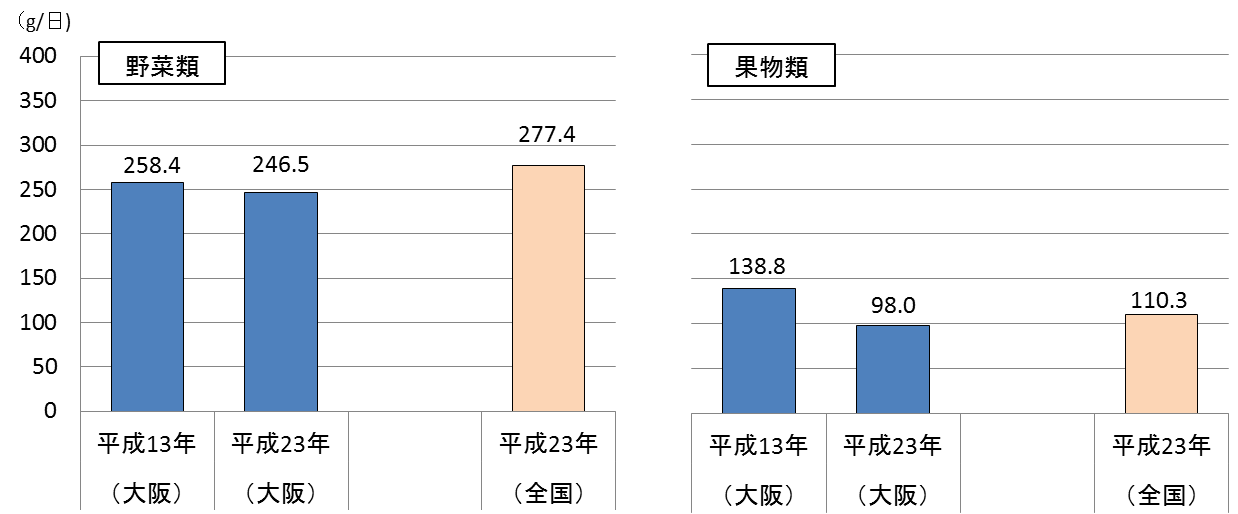 （g/日）
野菜類
400
350
300
250
200
150
100
50
0
258.4
246.5
277.4
平成13年
（大阪）
平成23年
（大阪）
平成23年
（全国）
果物類
138.8
98.0
110.3
平成13年
（大阪）
平成23年
（大阪）
平成23年
（全国）